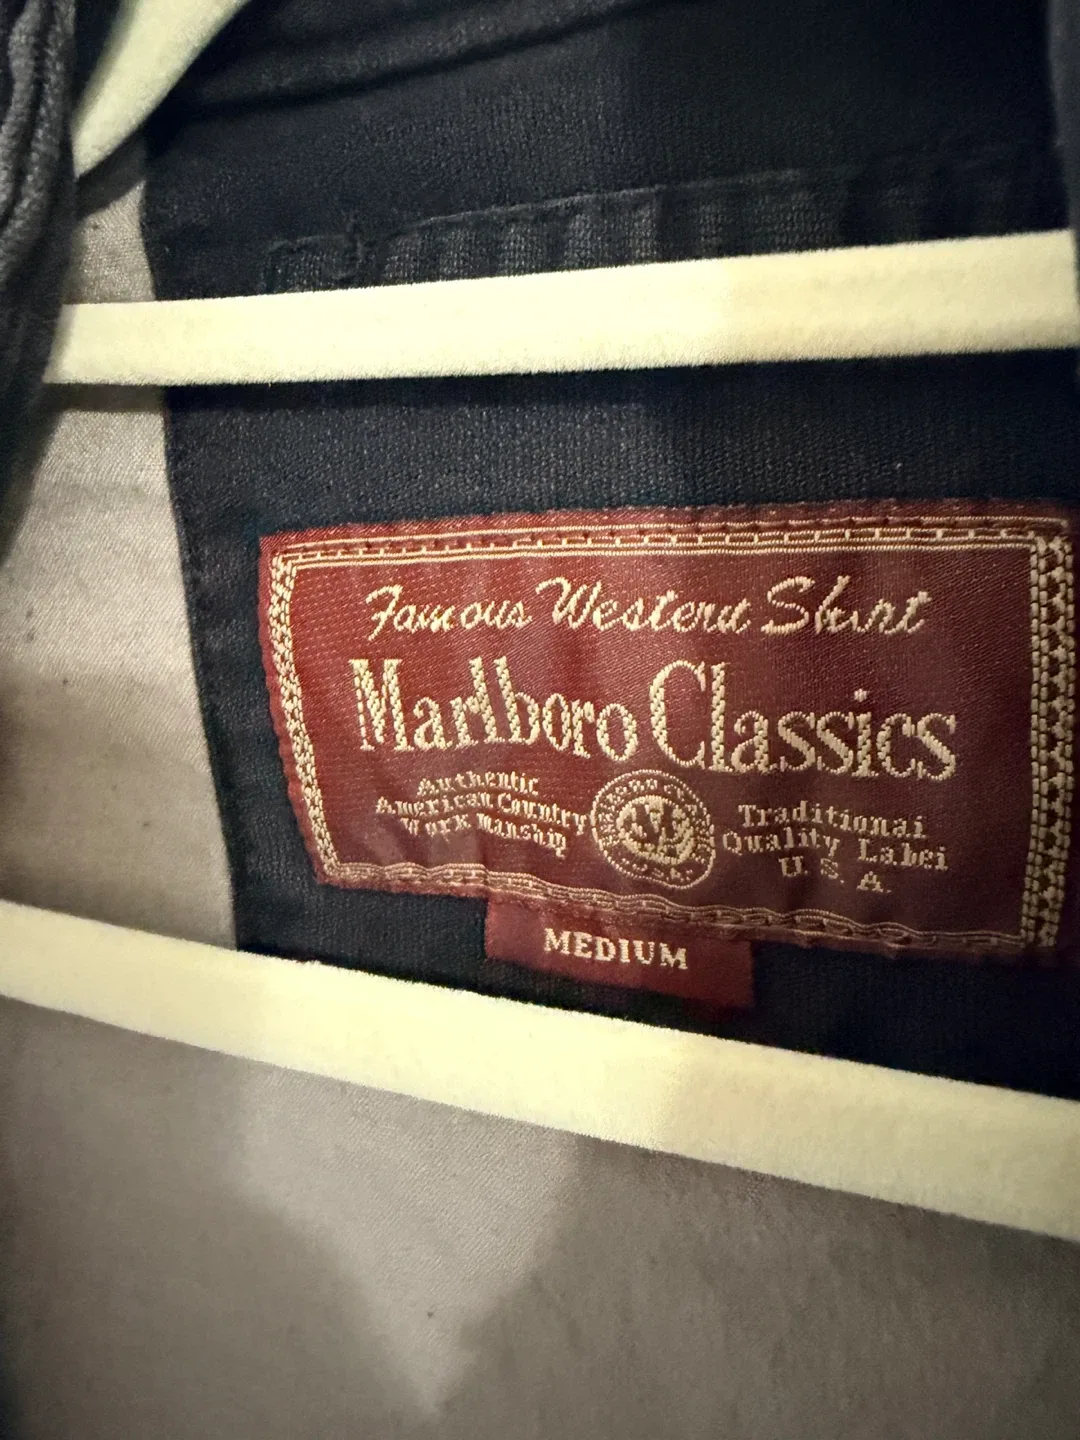 Famous Western Shirt
Marlboro Classics
Authentic
American Country
Work Manship
Traditional
Quality Label
U.S.A.
MEDIUM